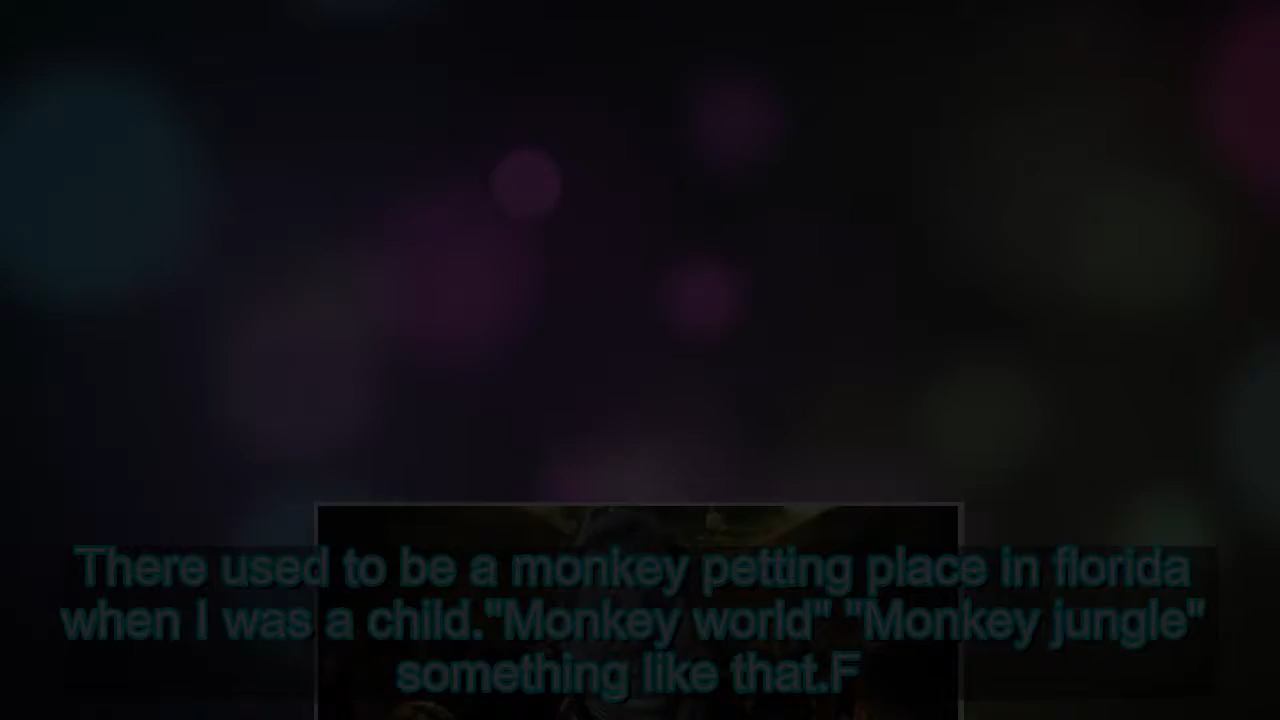 There used to be a monkey petting place in florida
when I was a child."Monkey world" "Monkey jungle"
something like that.F